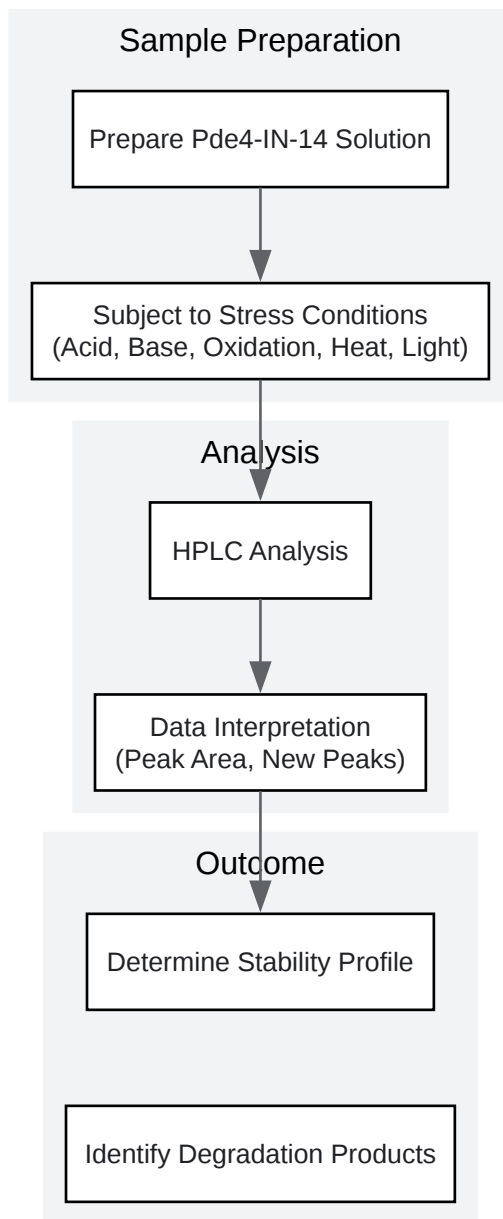 Sample Preparation
Prepare Pde4-IN-14 Solution
Subject to Stress Conditions
(Acid, Base, Oxidation, Heat, Light)
Analysis
HPLC Analysis
Data Interpretation
(Peak Area, New Peaks)
Outcome
Determine Stability Profile
Identify Degradation Products